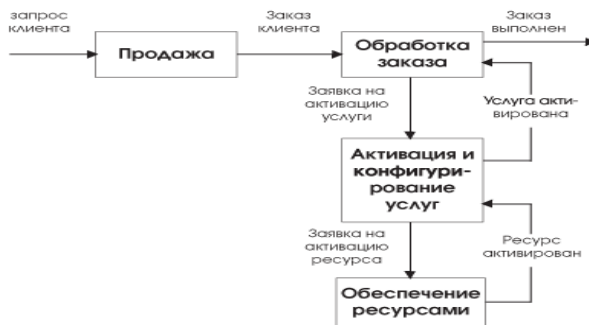 запрос
клиента
Продажа
Заказ
клиента
Обработка
заказа
Заказ
выполнен
Заявка на
активацию
услуги
Услуга акти-
вирована
Активация и
конфигури-
рование
услуг
Заявка на
активацию
ресурса
Ресурс
активирован
Обеспечение
ресурсами